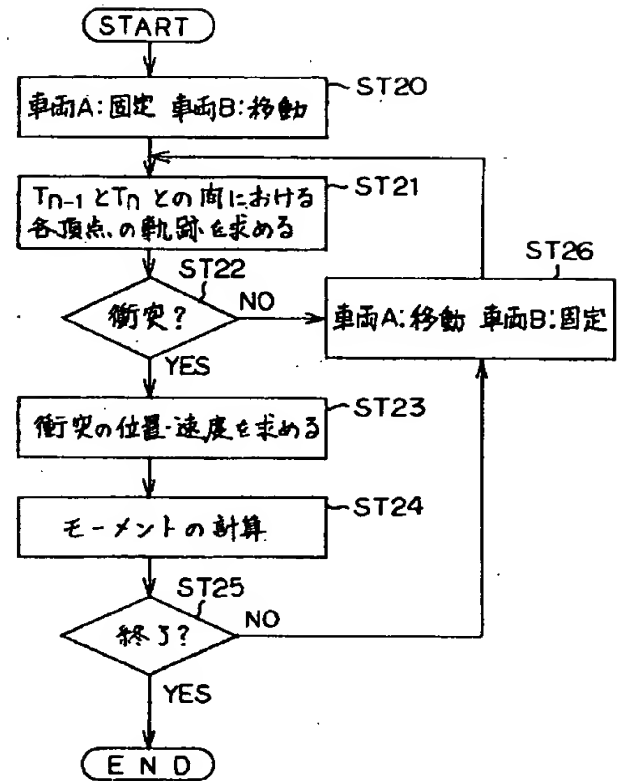 START
ST20
車両A:固定 車両B:移動
ST21
Tn-1とTnとの間における
各頂点の軌跡を求める
ST22
ST26
衝突?
NO
車両A:移動 車両B:固定
YES
ST23
衝突の位置・速度を求める
ST24
モーメントの計算
ST25
終了?
NO
YES
END